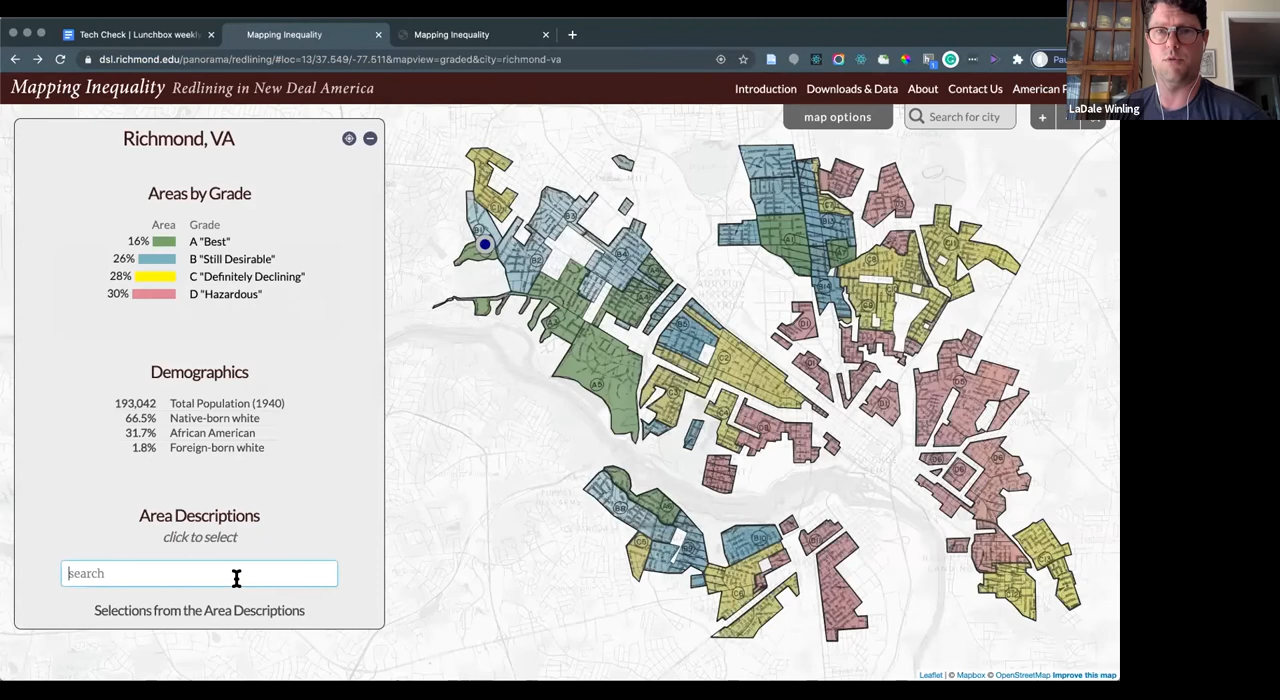 Tech Check | Lunchbox weekly
Mapping Inequality
Mapping Inequality
dsl.richmond.edu/panorama/redlining/#loc=13/37.549/-77.511&mapview=graded&city=richmond-va
Mapping Inequality Redlining in New Deal America
Introduction
Downloads & Data
About
Contact Us
LaDale Winling
map options
Search for city
+
Richmond, VA
Areas by Grade
Area Grade
16% A "Best"
26% B "Still Desirable"
28% C "Definitely Declining"
30% D "Hazardous"
Demographics
193,042 Total Population (1940)
66.5% Native-born white
31.7% African American
1.8% Foreign-born white
Area Descriptions
click to select
search
Selections from the Area Descriptions
Leaflet | © Mapbox © OpenStreetMap Improve this map